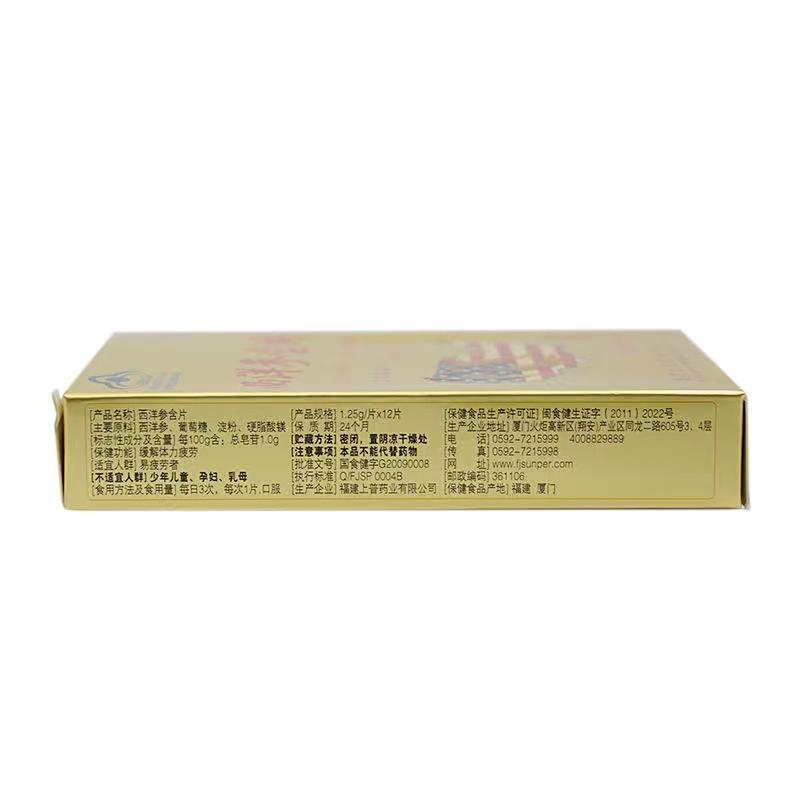 西洋参含片
[产品名称] 西洋参含片
[主要原料] 西洋参、葡萄糖、淀粉、硬脂酸镁
[标志性成分及含量] 每100g含：总皂苷1.0g
[保健功能] 缓解体力疲劳
[适宜人群] 易疲劳者
[不适宜人群] 少年儿童、孕妇、乳母
[食用方法及食用量] 每日3次，每次1片，口服
[产品规格] 1.25g/片x12片
[保 质 期] 24个月
[贮藏方法] 密闭，置阴凉干燥处
[注意事项] 本品不能代替药物
[批准文号] 国食健字G20090008
[执行标准] Q/FJSP 0004B
[生产企业] 福建上普药业有限公司
[保健食品生产许可证] 闽食健生证字（2011）2022号
[生产企业地址] 厦门火炬高新区(翔安)产业区同龙二路605号3、4层
[电 话] 0592-7215999 4008829889
[传 真] 0592-7215998
[网 址] www.fjsunper.com
[邮政编码] 361106
[保健食品产地] 福建 厦门